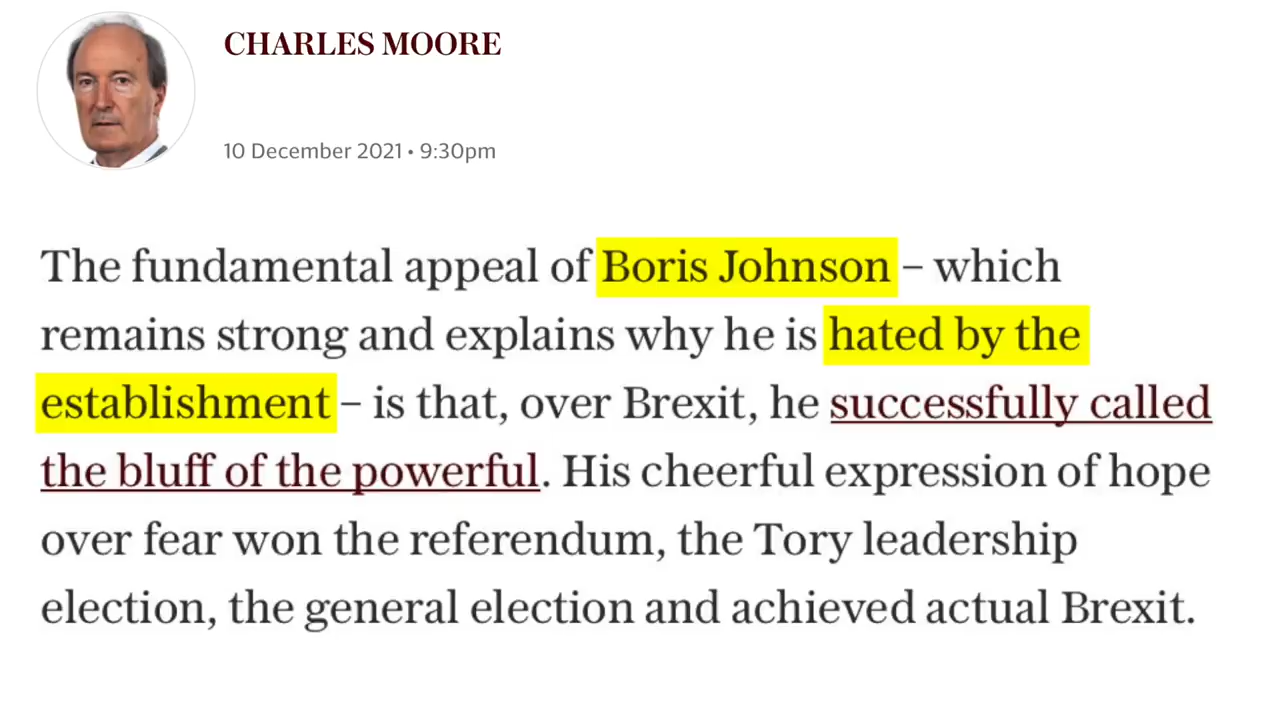 CHARLES MOORE
10 December 2021 • 9:30pm
The fundamental appeal of Boris Johnson – which
remains strong and explains why he is hated by the
establishment – is that, over Brexit, he successfully called
the bluff of the powerful. His cheerful expression of hope
over fear won the referendum, the Tory leadership
election, the general election and achieved actual Brexit.